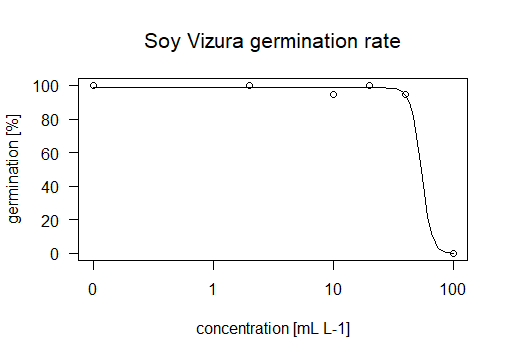 Soy Vizura germination rate
100
80
60
40
20
0
germination [%]
0 1 10 100
concentration [mL L-1]